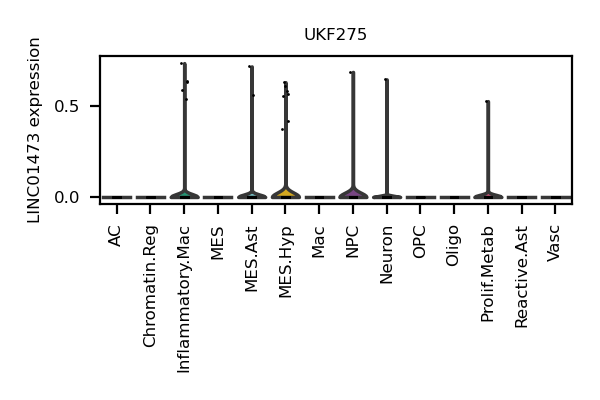 UKF275
LINC01473 expression
0.5
0.0
AC
Chromatin.Reg
Inflammatory.Mac
MES
MES.Ast
MES.Hyp
Mac
NPC
Neuron
OPC
Oligo
Prolif.Metab
Reactive.Ast
Vasc